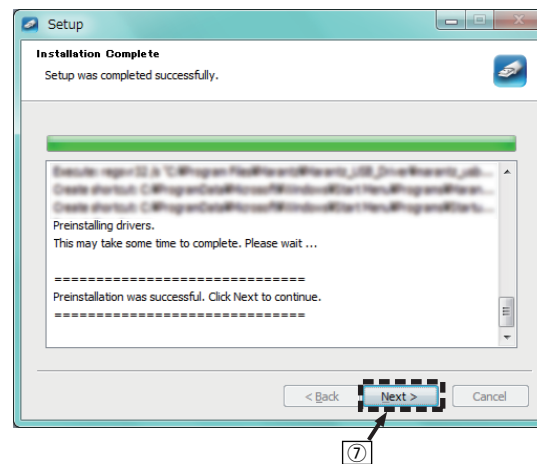 Setup
Installation Complete
Setup was completed successfully.
Preinstalling drivers.
This may take some time to complete. Please wait ...
===============================
Preinstallation was successful. Click Next to continue.
===============================
< Back
Next >
Cancel
⑦